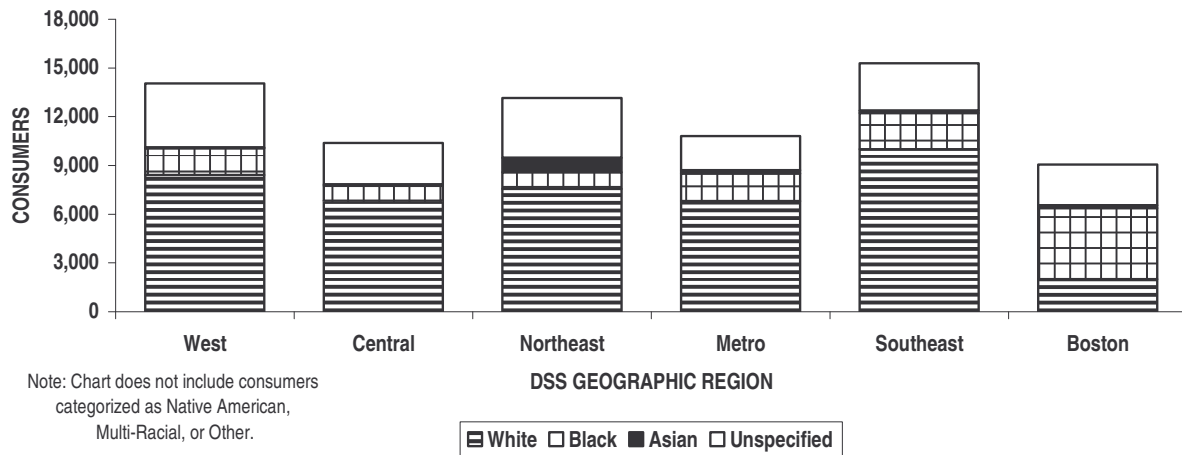 18,000
15,000
12,000
9,000
6,000
3,000
0
CONSUMERS
West Central Northeast Metro Southeast Boston
DSS GEOGRAPHIC REGION
Note: Chart does not include consumers
categorized as Native American,
Multi-Racial, or Other.
White Black Asian Unspecified